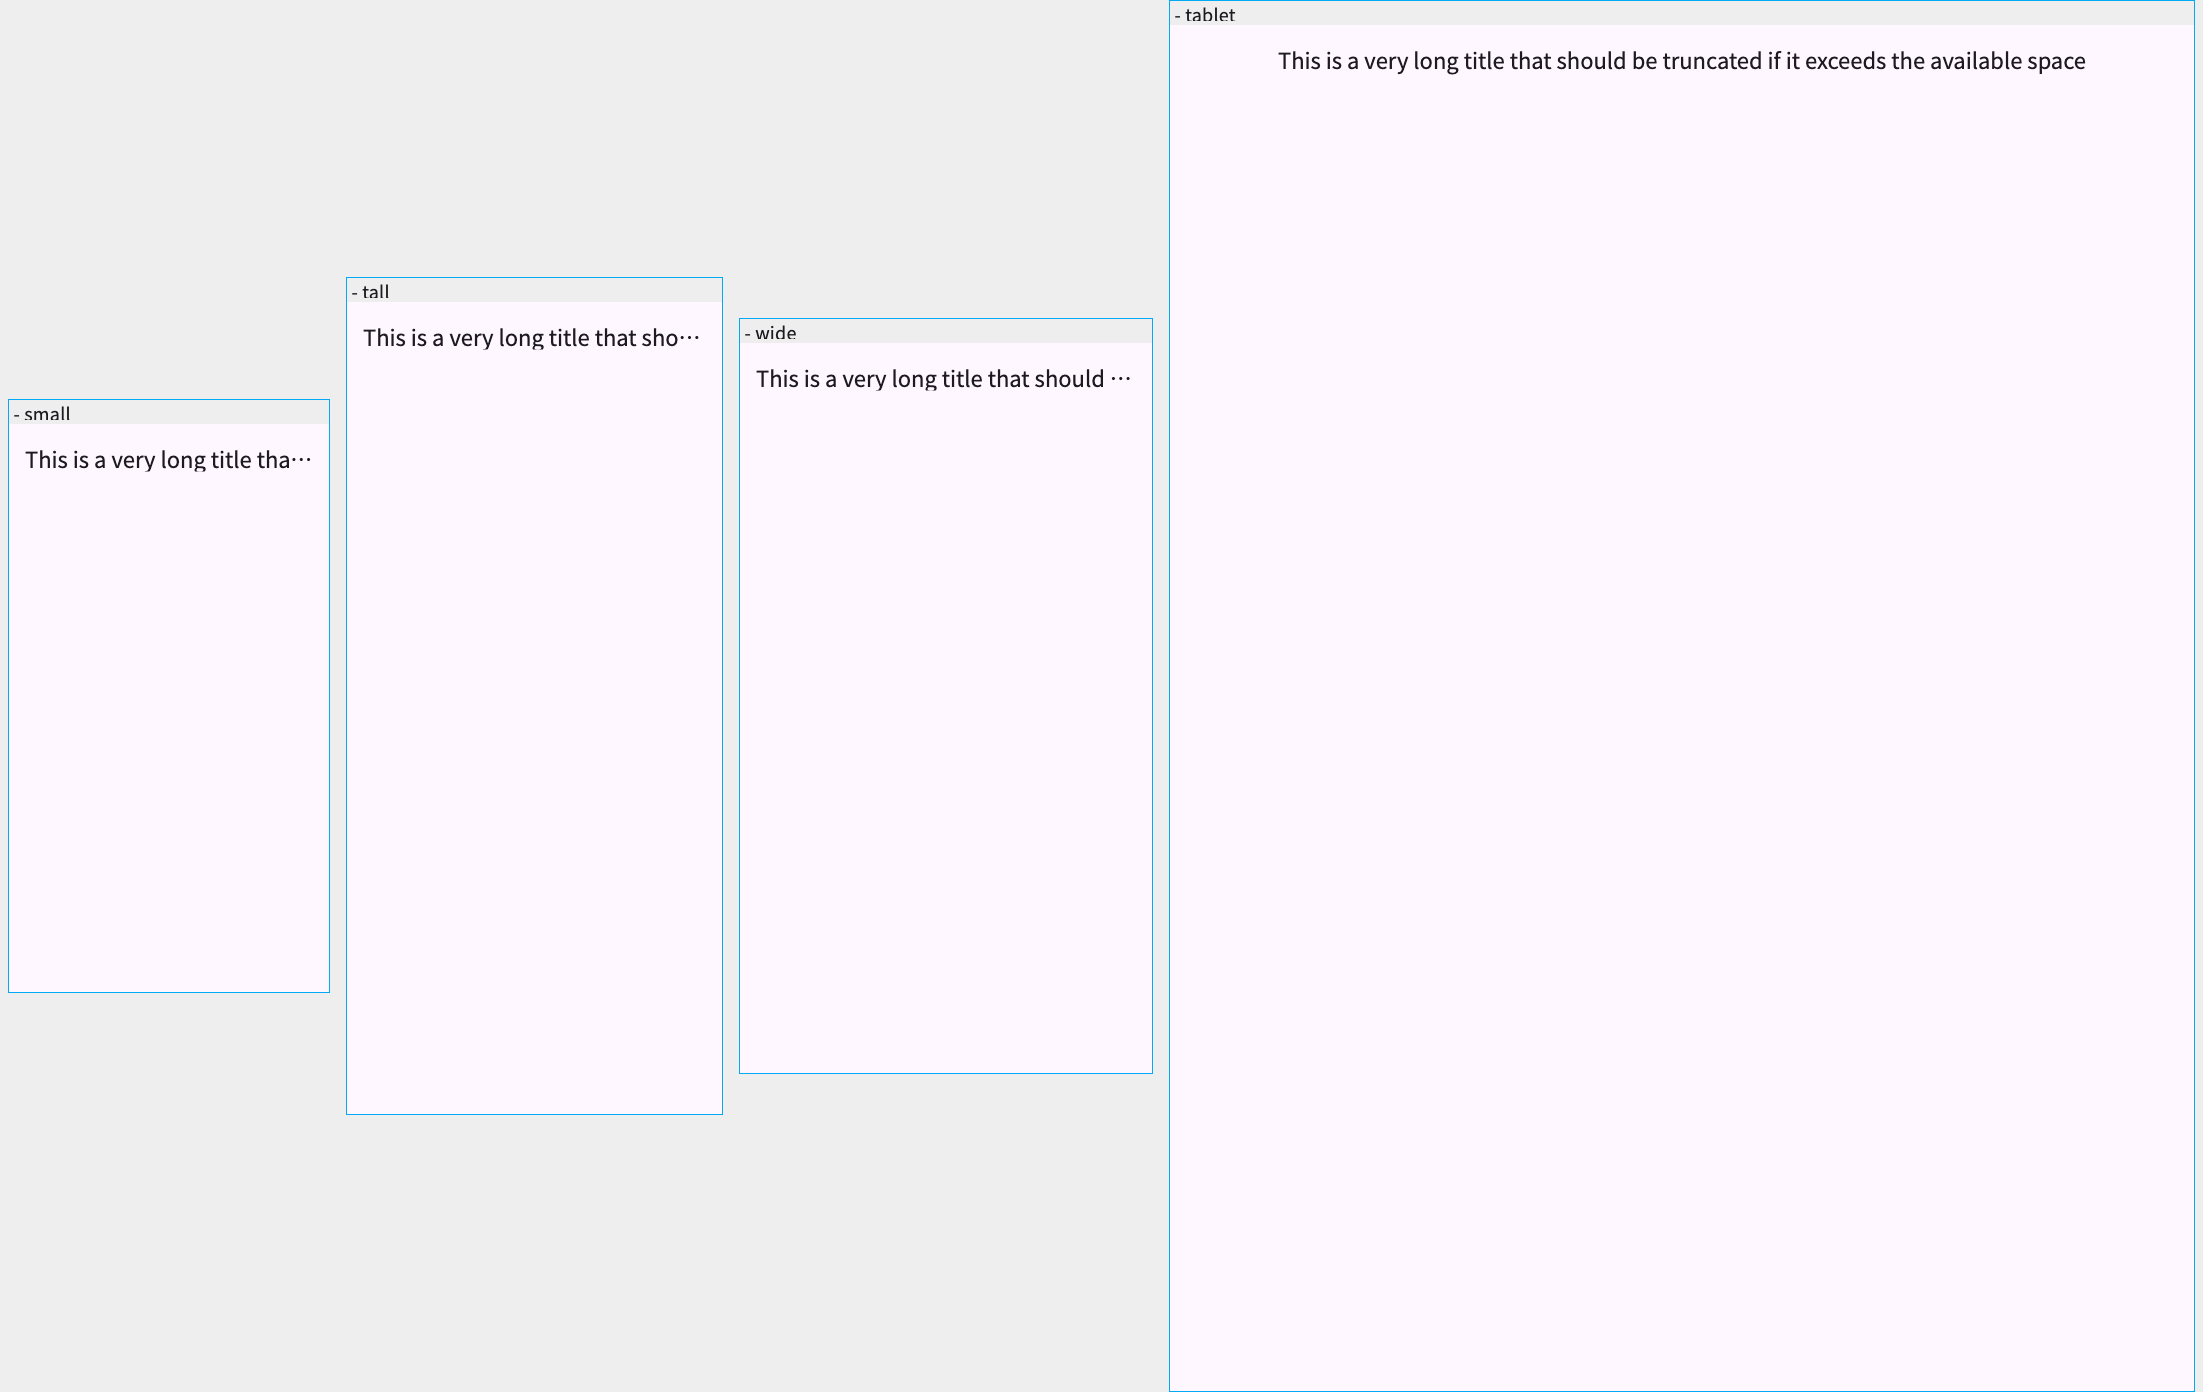 - small
This is a very long title tha…
- tall
This is a very long title that sho…
- wide
This is a very long title that should …
- tablet
This is a very long title that should be truncated if it exceeds the available space